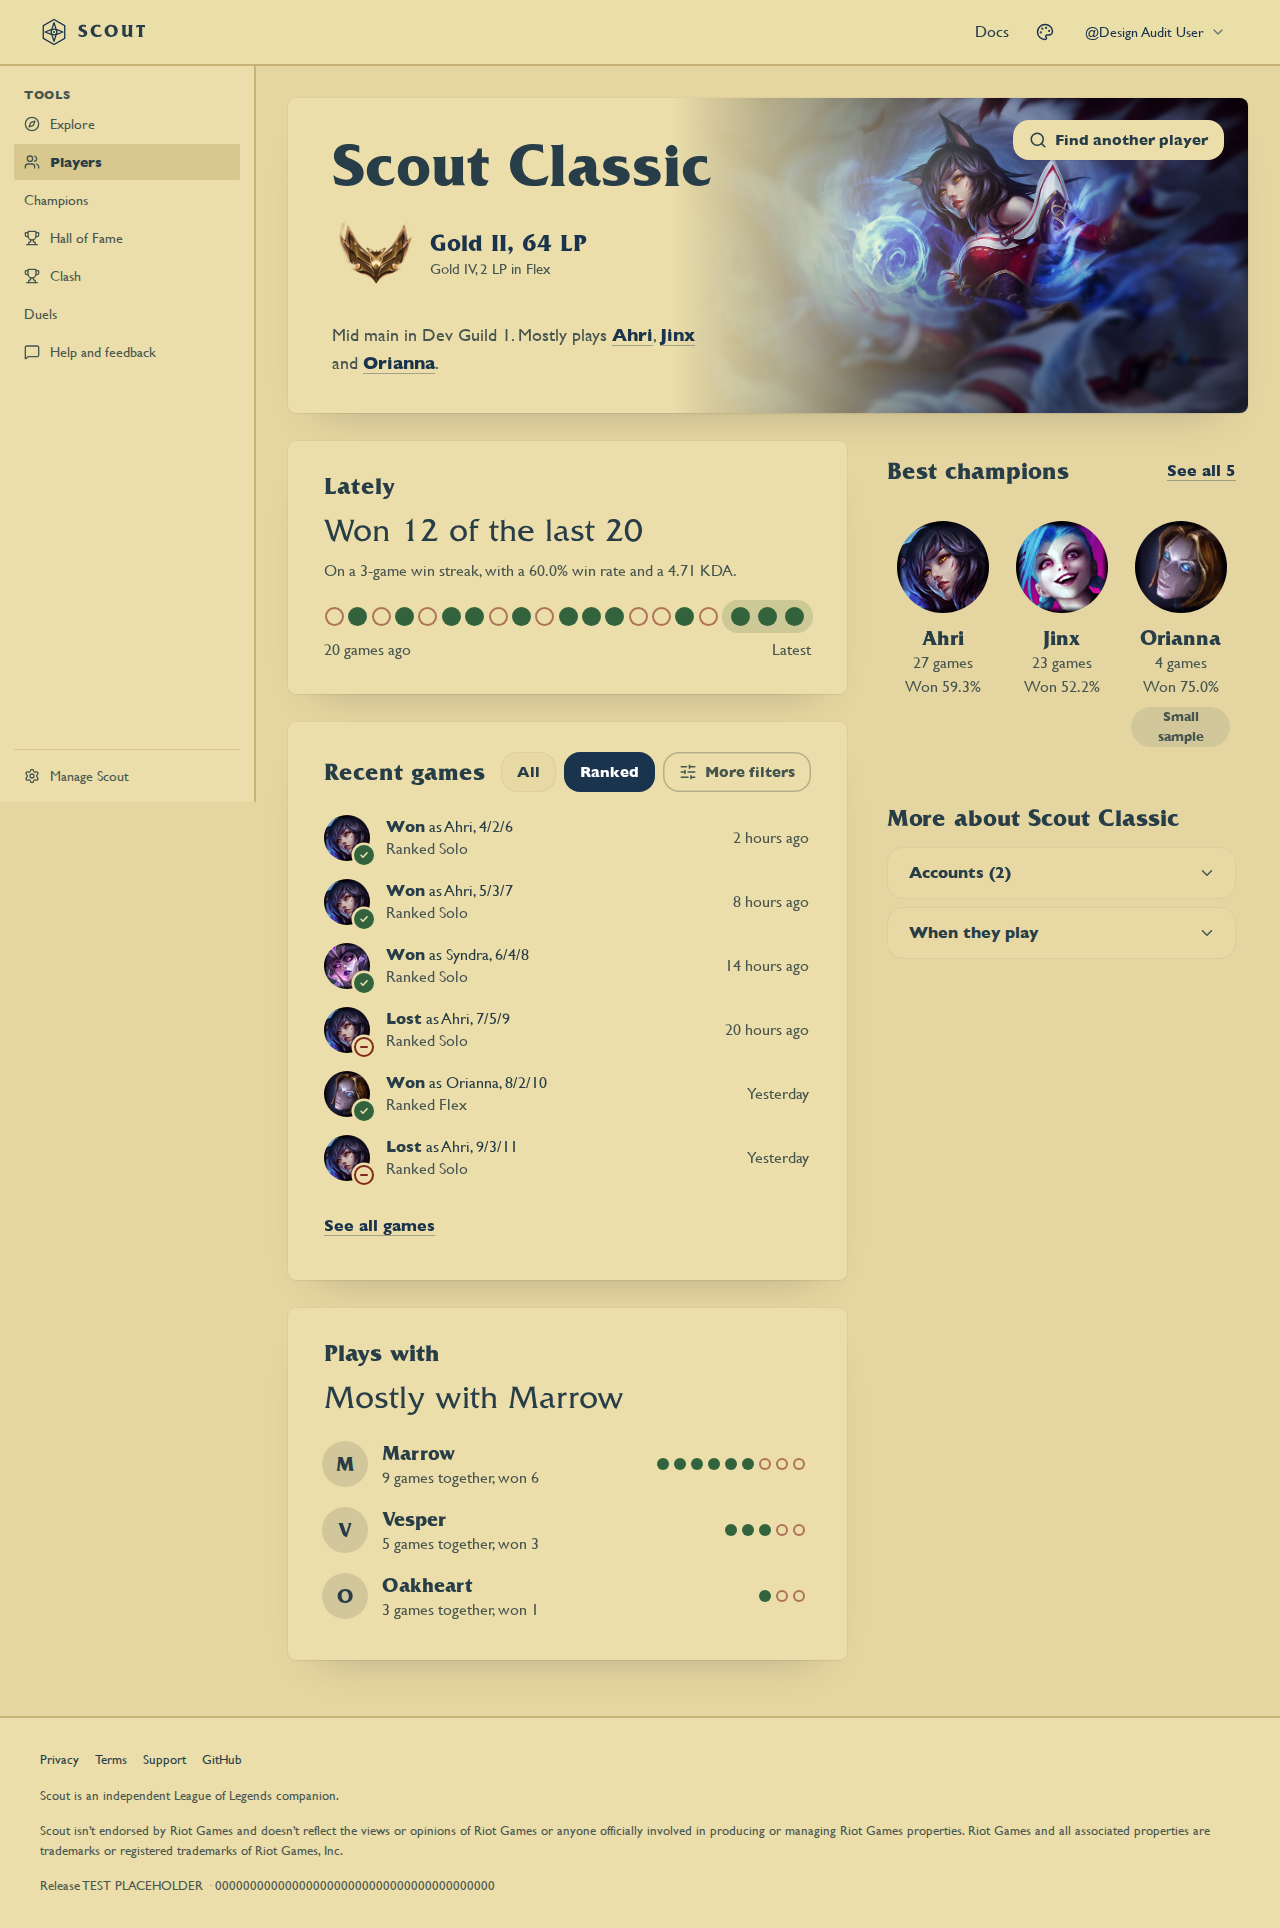 SCOUT
Docs
@Design Audit User
TOOLS
Explore
Players
Champions
Hall of Fame
Clash
Duels
Help and feedback
Manage Scout
Find another player
Scout Classic
Gold II, 64 LP
Gold IV, 2 LP in Flex
Mid main in Dev Guild 1. Mostly plays Ahri, Jinx
and Orianna.
Lately
Won 12 of the last 20
On a 3-game win streak, with a 60.0% win rate and a 4.71 KDA.
20 games ago
Latest
Best champions
See all 5
Ahri
27 games
Won 59.3%
Jinx
23 games
Won 52.2%
Orianna
4 games
Won 75.0%
Small
sample
Recent games
All
Ranked
More filters
Won as Ahri, 4/2/6
Ranked Solo
2 hours ago
Won as Ahri, 5/3/7
Ranked Solo
8 hours ago
Won as Syndra, 6/4/8
Ranked Solo
14 hours ago
Lost as Ahri, 7/5/9
Ranked Solo
20 hours ago
Won as Orianna, 8/2/10
Ranked Flex
Yesterday
Lost as Ahri, 9/3/11
Ranked Solo
Yesterday
See all games
More about Scout Classic
Accounts (2)
When they play
Plays with
Mostly with Marrow
M
Marrow
9 games together, won 6
V
Vesper
5 games together, won 3
O
Oakheart
3 games together, won 1
Privacy
Terms
Support
GitHub
Scout is an independent League of Legends companion.
Scout isn't endorsed by Riot Games and doesn't reflect the views or opinions of Riot Games or anyone officially involved in producing or managing Riot Games properties. Riot Games and all associated properties are
trademarks or registered trademarks of Riot Games, Inc.
Release TEST PLACEHOLDER · 0000000000000000000000000000000000000000